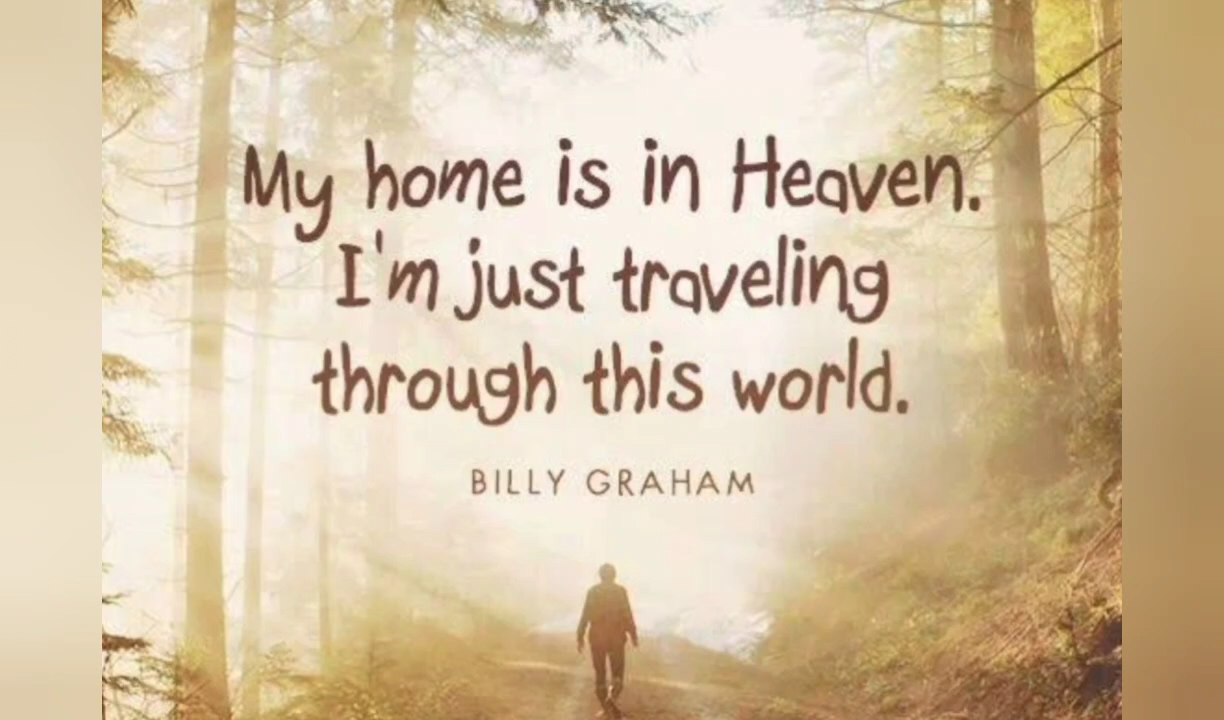 My home is in Heaven.
I'm just traveling
through this world.
BILLY GRAHAM